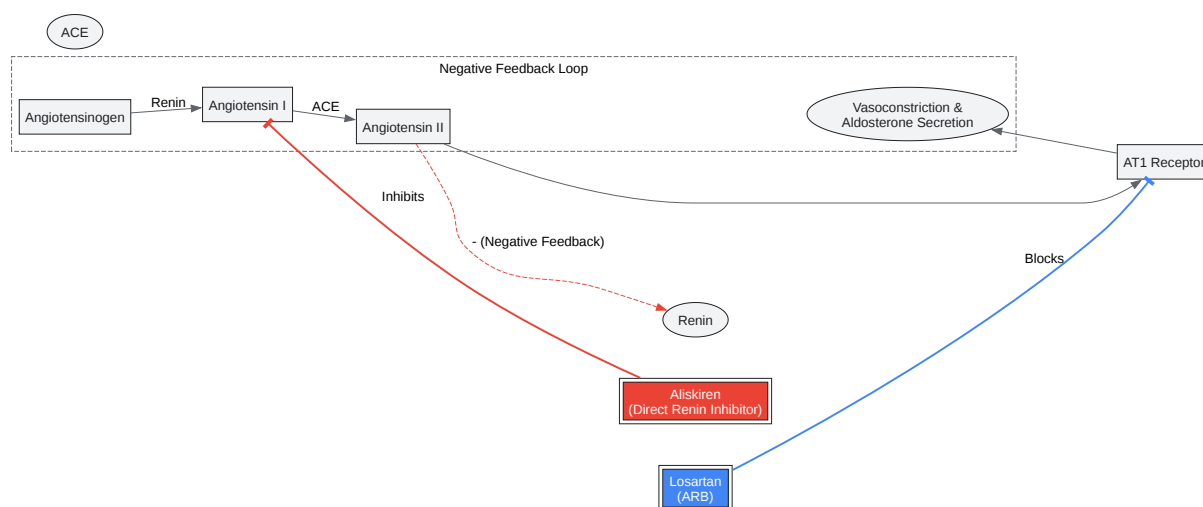 ACE
Negative Feedback Loop
Angiotensinogen
Renin
Angiotensin I
ACE
Angiotensin II
Vasoconstriction &
Aldosterone Secretion
AT1 Receptor
Inhibits
- (Negative Feedback)
Blocks
Renin
Aliskiren
(Direct Renin Inhibitor)
Losartan
(ARB)